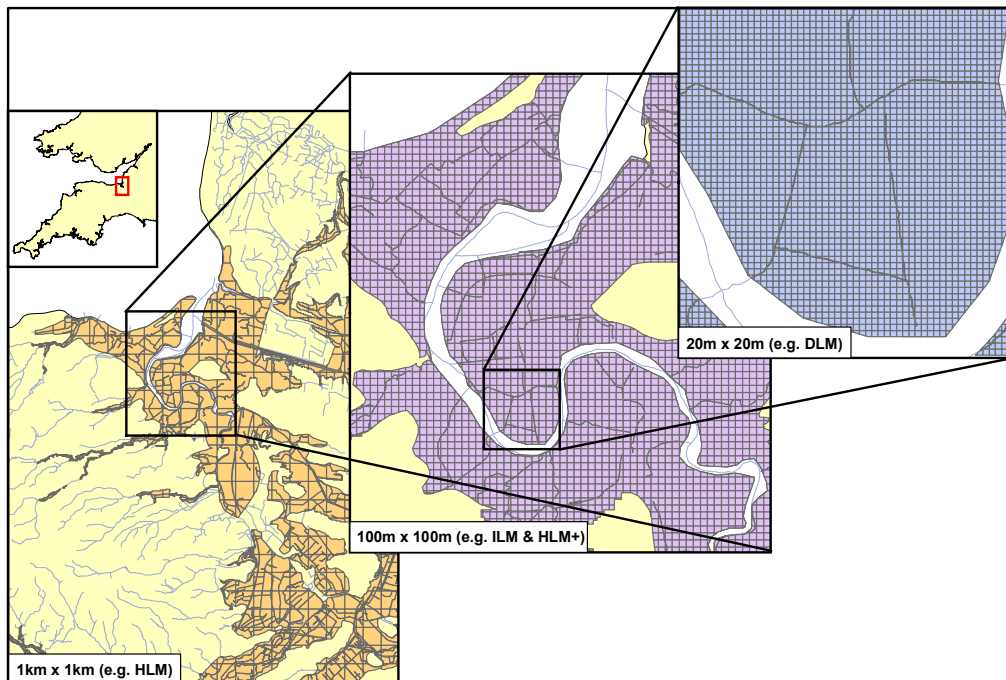 20m x 20m (e.g. DLM)
100m x 100m (e.g. ILM & HLM+)
1km x 1km (e.g. HLM)